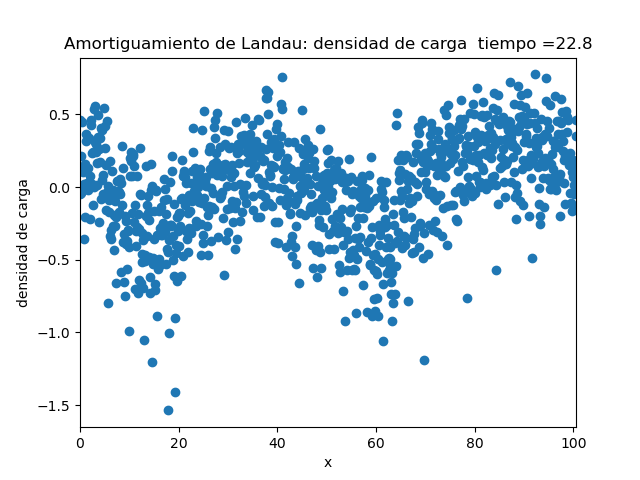 Amortiguamiento de Landau: densidad de carga  tiempo =22.8
densidad de carga
0.5
0.0
−0.5
−1.0
−1.5
0 20 40 60 80 100
x